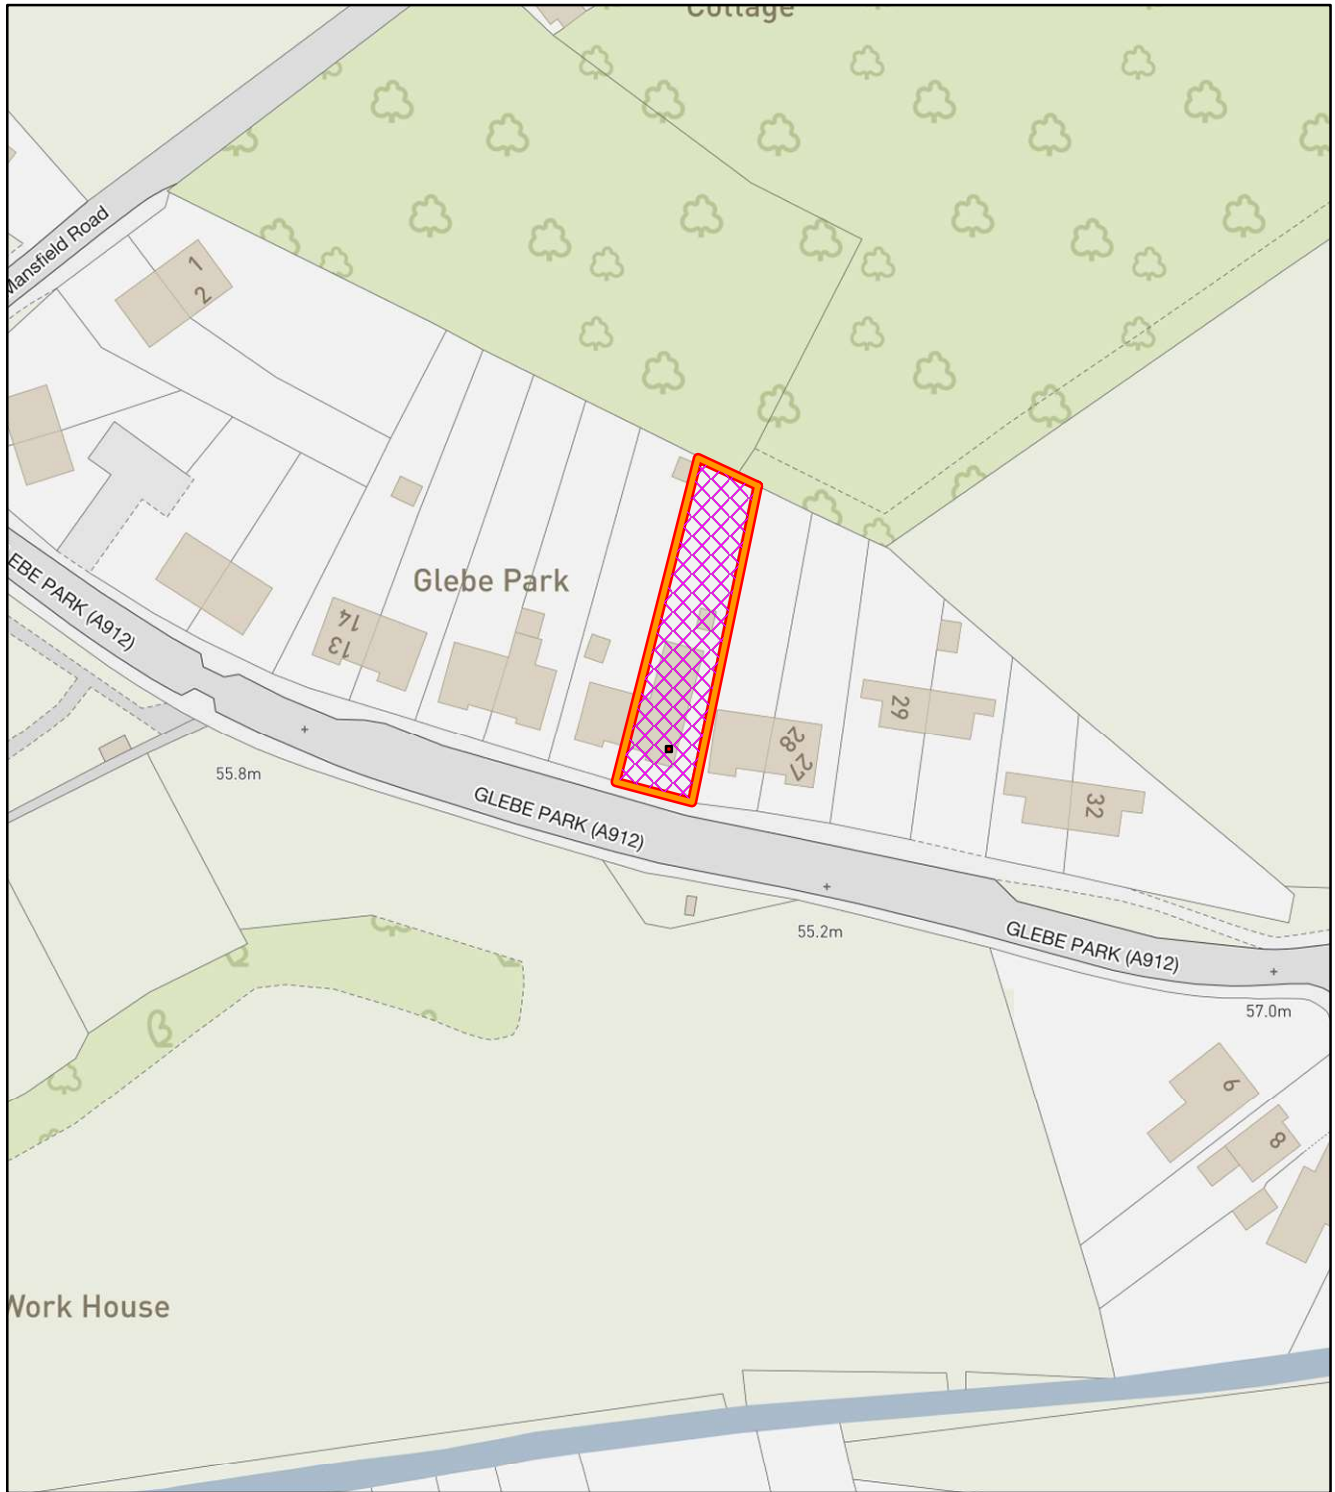 Cottage
Mansfield Road
1
2
Glebe Park
EBE PARK (A912)
14
13
29
28
27
32
55.8m
GLEBE PARK (A912)
55.2m
GLEBE PARK (A912)
57.0m
6
8
Work House